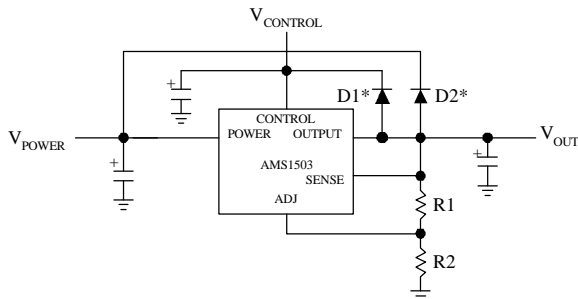 V_CONTROL
+
D1* D2*
CONTROL
V_POWER POWER OUTPUT V_OUT
+ AMS1503 +
SENSE
ADJ R1
R2